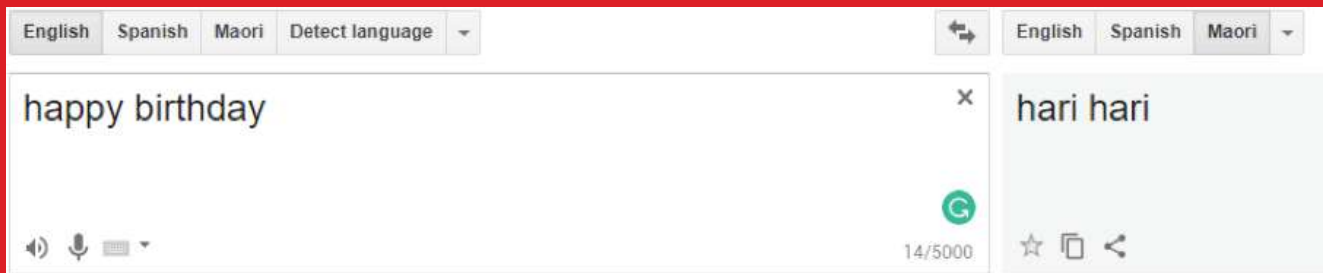 English Spanish Maori Detect language English Spanish Maori
happy birthday hari hari
14/5000